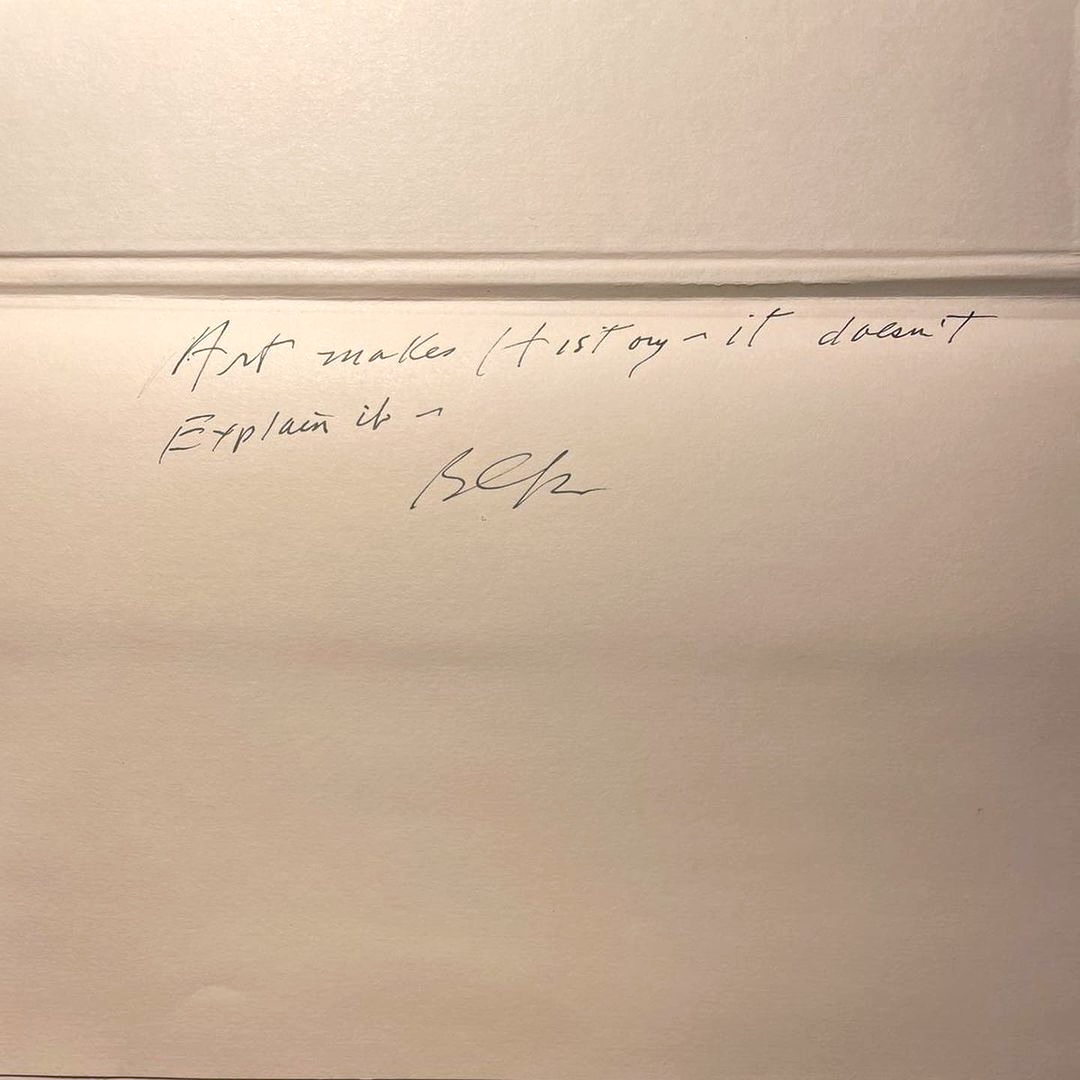 Art makes History - it doesn't
Explain it -